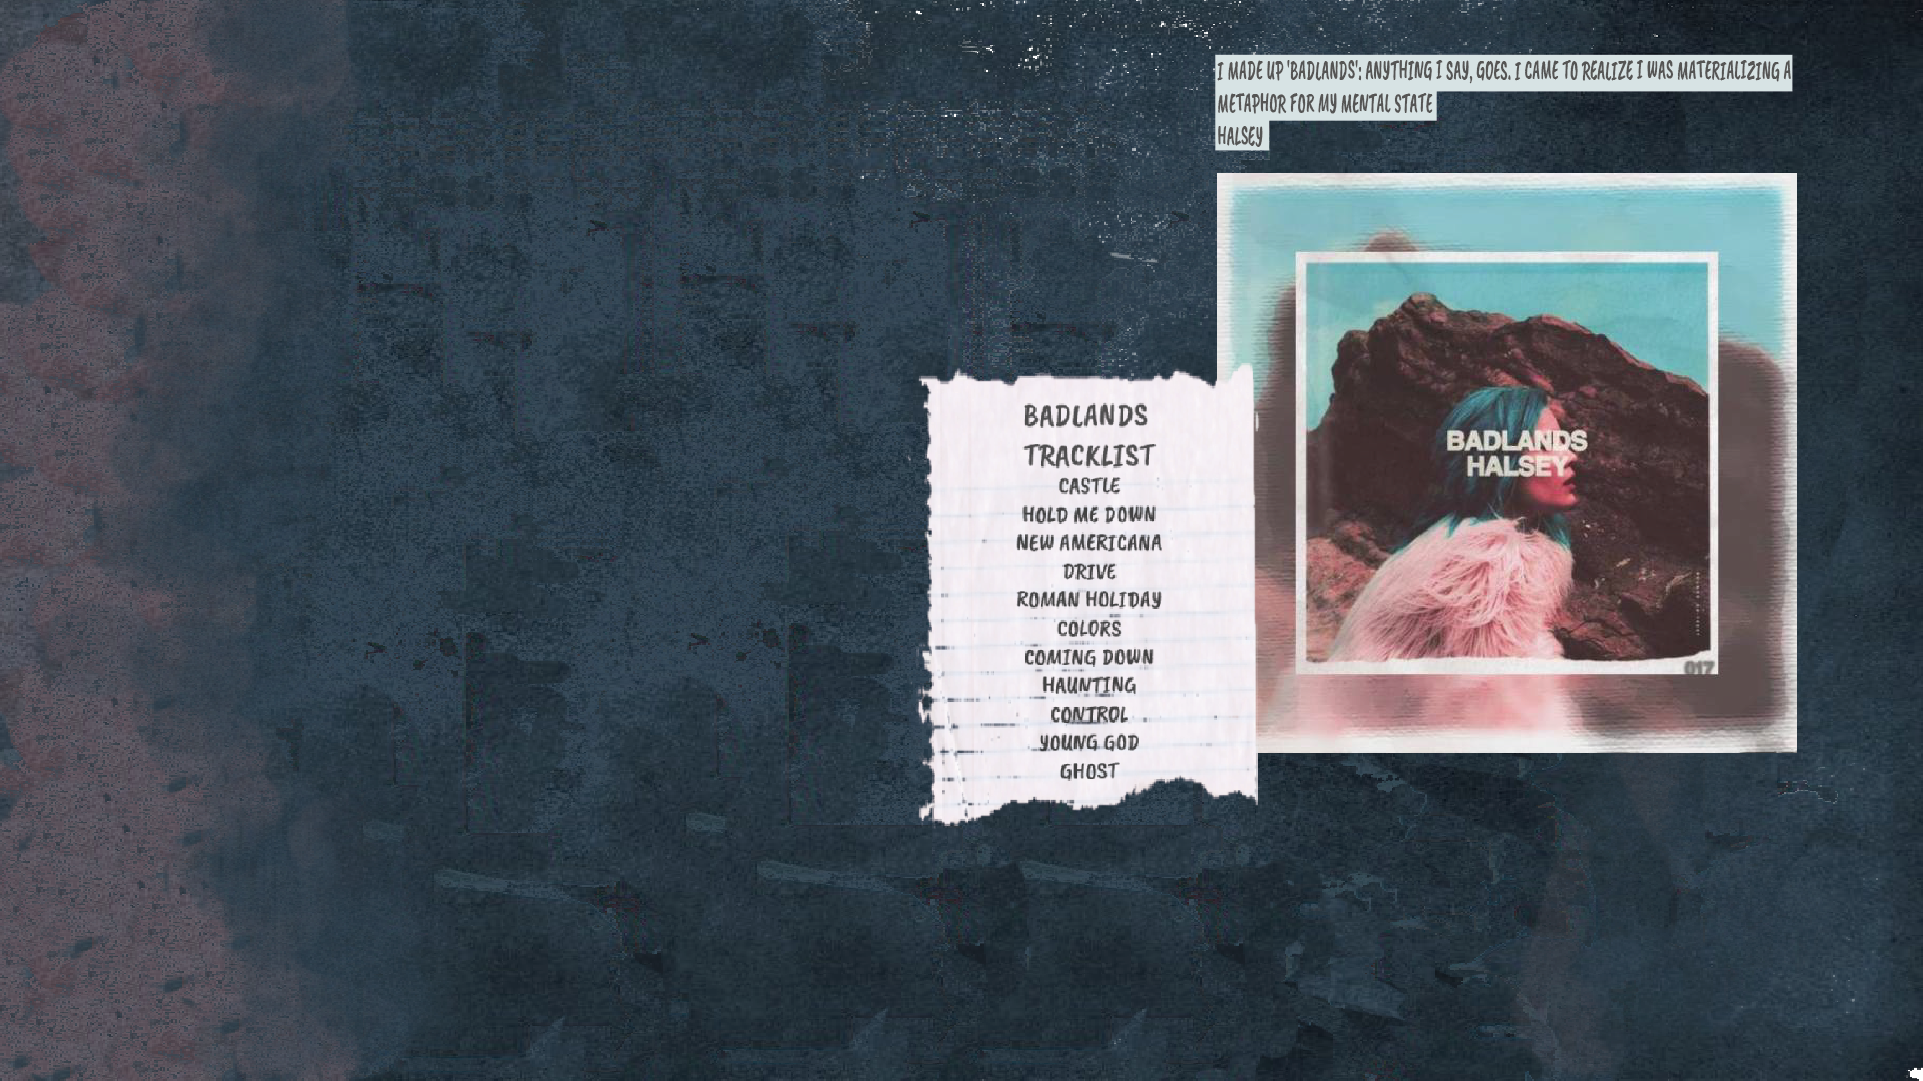 I MADE UP 'BADLANDS': ANYTHING I SAY, GOES. I CAME TO REALIZE I WAS MATERIALIZING A
METAPHOR FOR MY MENTAL STATE
HALSEY
BADLANDS
TRACKLIST
CASTLE
HOLD ME DOWN
NEW AMERICANA
DRIVE
ROMAN HOLIDAY
COLORS
COMING DOWN
HAUNTING
CONTROL
YOUNG GOD
GHOST
BADLANDS
HALSEY
017